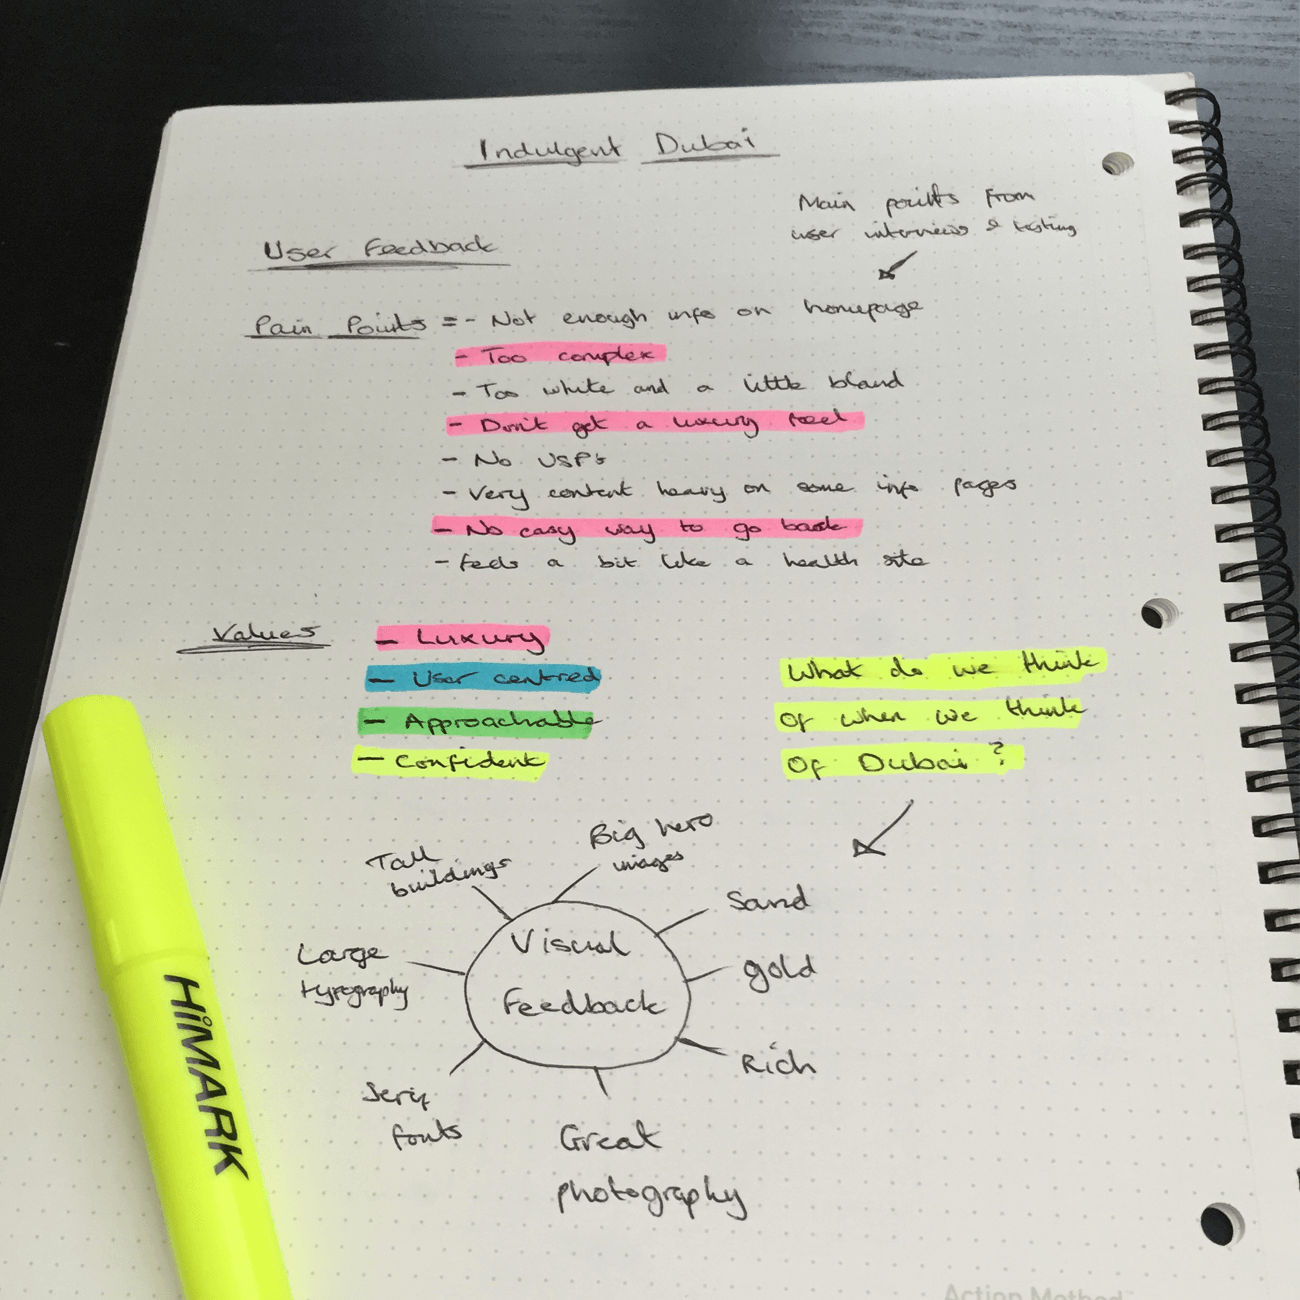 Indulgent Dubai
Main points from
user interviews & testing
User Feedback
Pain Points = - Not enough info on homepage
- Too complex
- Too white and a little bland
- Don't get a luxury feel
- No USPs
- Very content heavy on some info pages
- No easy way to go back
- feels a bit like a health site
Values
- Luxury
- User centred
- Approachable
- Confident
What do we think
Of when we think
Of Dubai?
Tall
buildings
Big hero
images
Sand
gold
Rich
Great
photography
Serif
fonts
Large
typography
Visual
Feedback
HiMARK
Action Method